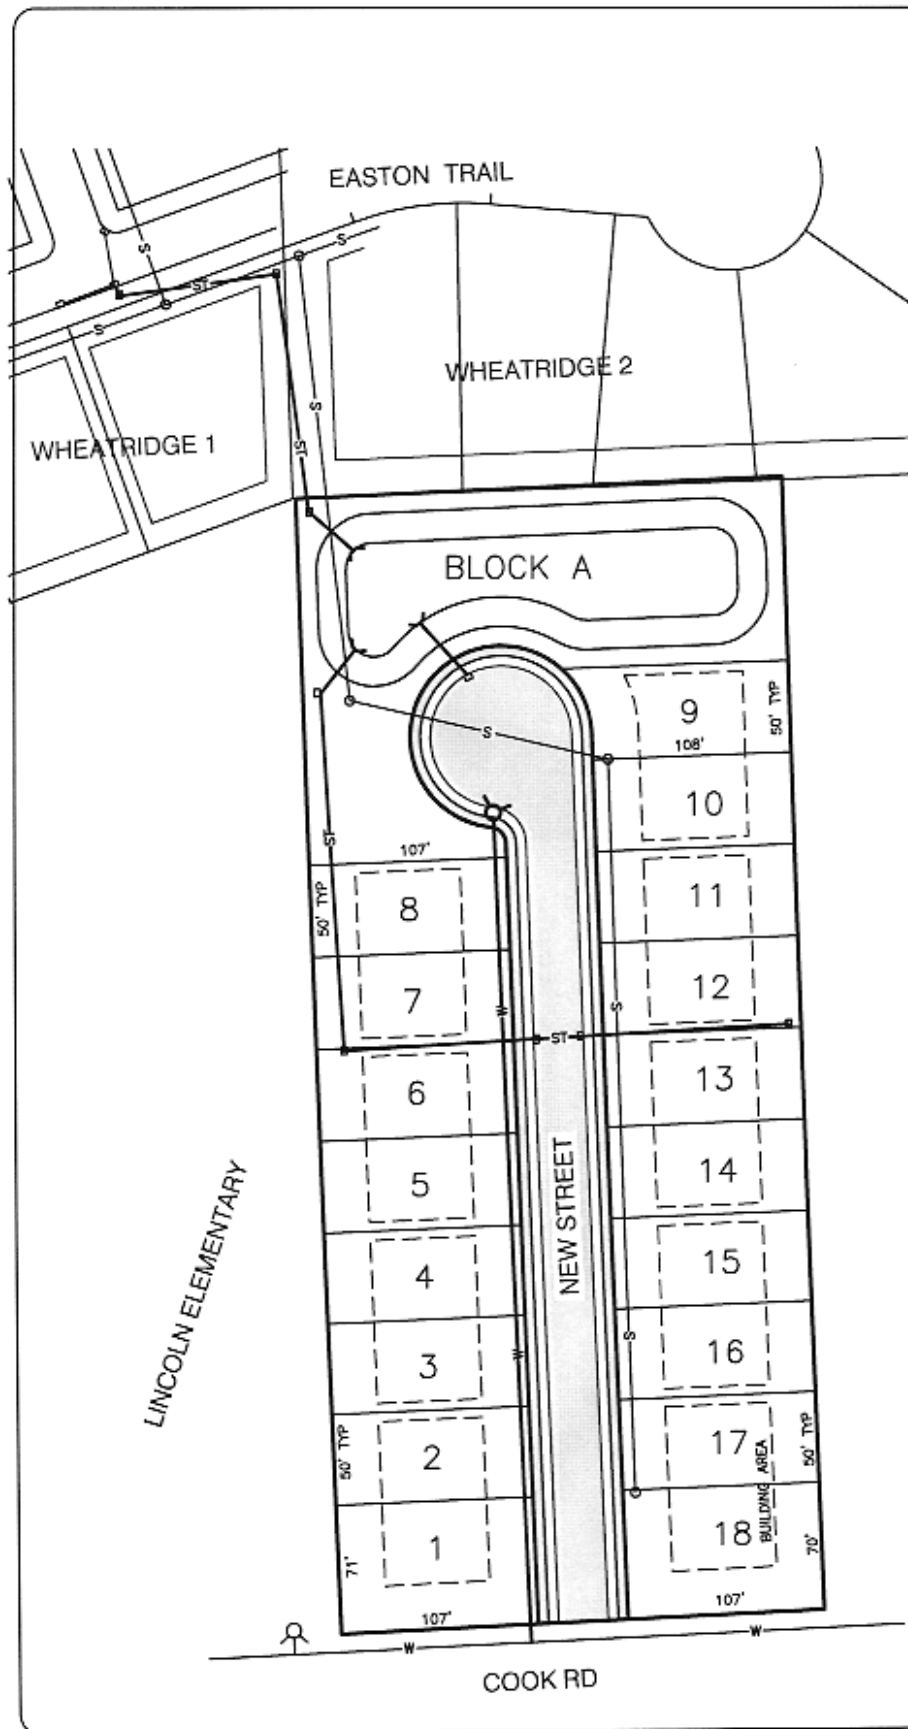 EASTON TRAIL
S
S
ST
S
WHEATRIDGE 2
S
WHEATRIDGE 1
ST
BLOCK A
9
50' TYP
S
108'
10
ST
107'
8
50' TYP
11
7
12
W
S
ST
6
13
5
14
NEW STREET
LINCOLN ELEMENTARY
4
15
3
16
W
S
2
50' TYP
17
50' TYP
BUILDING AREA
1
71'
18
70'
107'
107'
W
W
COOK RD